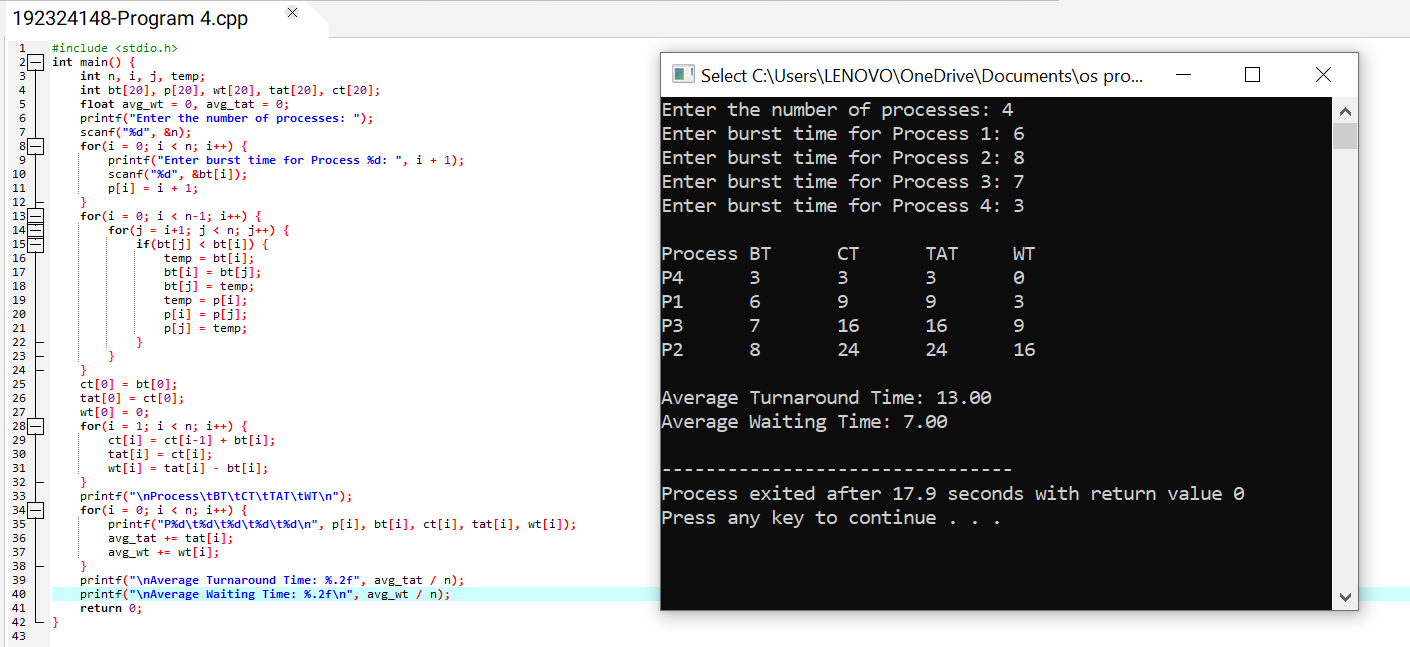 192324148-Program 4.cpp
1 #include <stdio.h>
2 int main() {
3 int n, i, j, temp;
4 int bt[20], p[20], wt[20], tat[20], ct[20];
5 float avg_wt = 0, avg_tat = 0;
6 printf("Enter the number of processes: ");
7 scanf("%d", &n);
8 for(i = 0; i < n; i++) {
9 printf("Enter burst time for Process %d: ", i + 1);
10 scanf("%d", &bt[i]);
11 p[i] = i + 1;
12 }
13 for(i = 0; i < n-1; i++) {
14 for(j = i+1; j < n; j++) {
15 if(bt[j] < bt[i]) {
16 temp = bt[i];
17 bt[i] = bt[j];
18 bt[j] = temp;
19 temp = p[i];
20 p[i] = p[j];
21 p[j] = temp;
22 }
23 }
24 }
25 ct[0] = bt[0];
26 tat[0] = ct[0];
27 wt[0] = 0;
28 for(i = 1; i < n; i++) {
29 ct[i] = ct[i-1] + bt[i];
30 tat[i] = ct[i];
31 wt[i] = tat[i] - bt[i];
32 }
33 printf("\nProcess\tBT\tCT\tTAT\tWT\n");
34 for(i = 0; i < n; i++) {
35 printf("P%d\t%d\t%d\t%d\t%d\n", p[i], bt[i], ct[i], tat[i], wt[i]);
36 avg_tat += tat[i];
37 avg_wt += wt[i];
38 }
39 printf("\nAverage Turnaround Time: %.2f", avg_tat / n);
40 printf("\nAverage Waiting Time: %.2f\n", avg_wt / n);
41 return 0;
42 }
43
Select C:\Users\LENOVO\OneDrive\Documents\os pro...
Enter the number of processes: 4
Enter burst time for Process 1: 6
Enter burst time for Process 2: 8
Enter burst time for Process 3: 7
Enter burst time for Process 4: 3
Process BT CT TAT WT
P4 3 3 3 0
P1 6 9 9 3
P3 7 16 16 9
P2 8 24 24 16
Average Turnaround Time: 13.00
Average Waiting Time: 7.00
--------------------------------
Process exited after 17.9 seconds with return value 0
Press any key to continue . . .